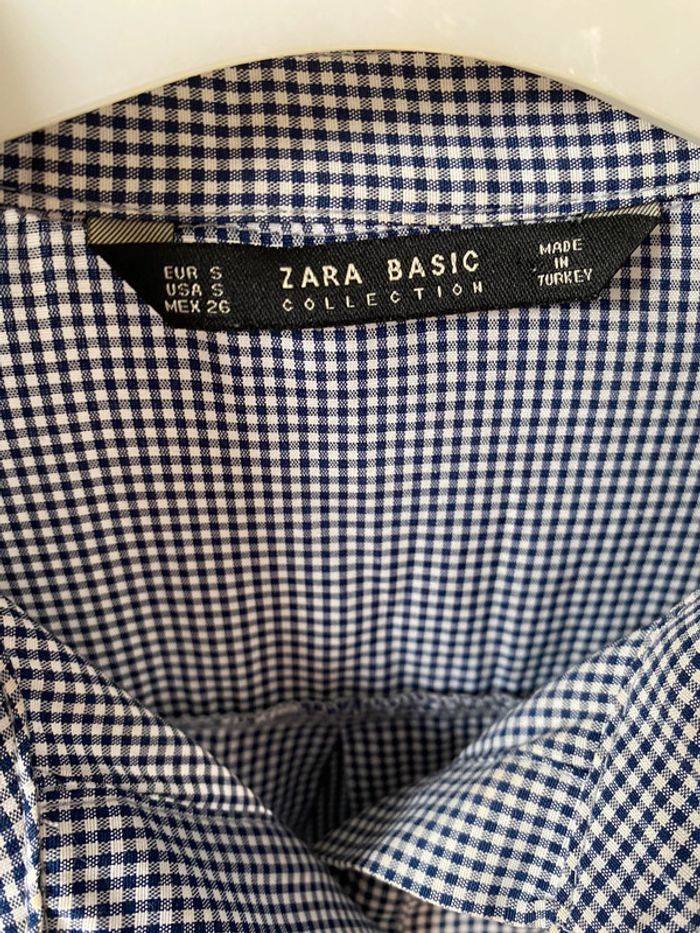 EUR S
USA S
MEX 26
ZARA BASIC
COLLECTION
MADE
IN
TURKEY